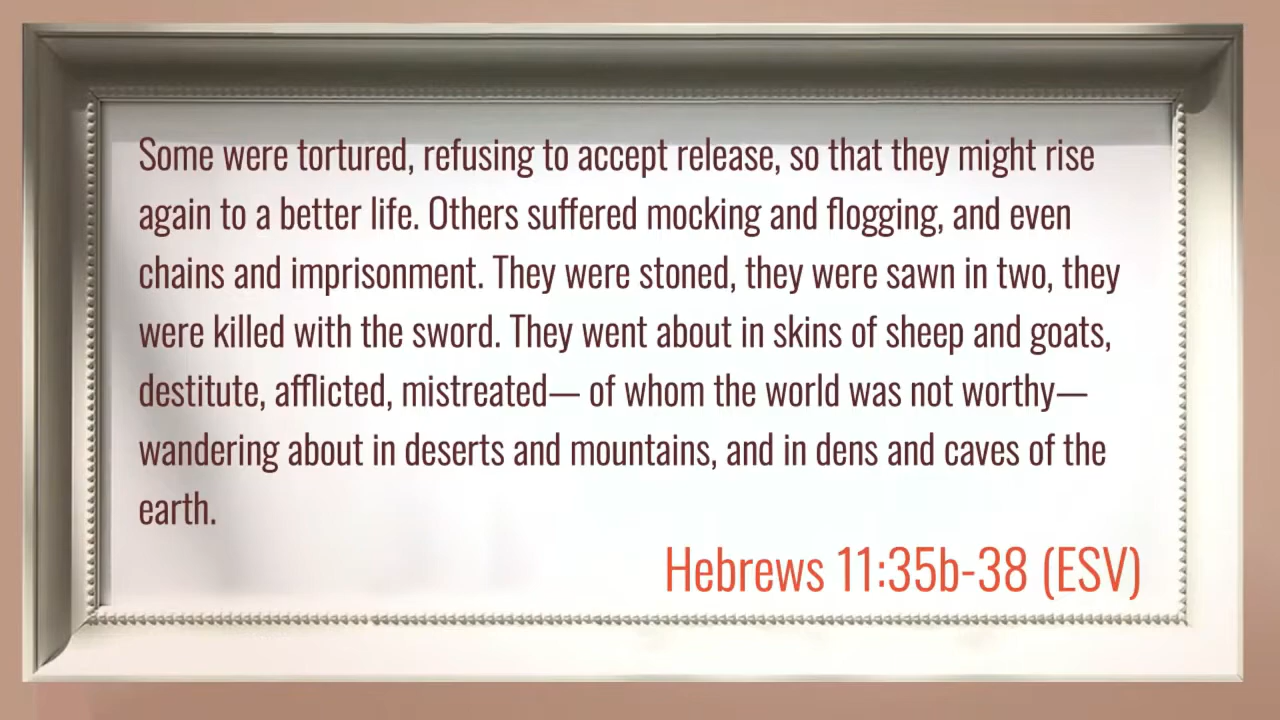 Some were tortured, refusing to accept release, so that they might rise
again to a better life. Others suffered mocking and flogging, and even
chains and imprisonment. They were stoned, they were sawn in two, they
were killed with the sword. They went about in skins of sheep and goats,
destitute, afflicted, mistreated— of whom the world was not worthy—
wandering about in deserts and mountains, and in dens and caves of the
earth.
Hebrews 11:35b-38 (ESV)